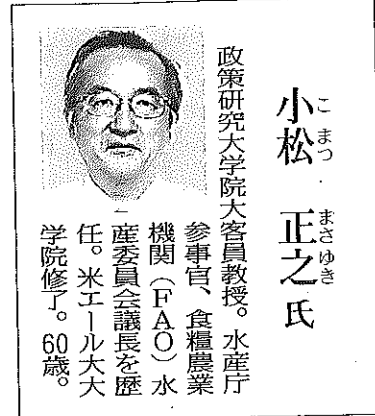 小松 正之氏
こまつ・まさゆき
政策研究大学院大客員教授。水産庁
参事官、食糧農業
機関（FAO）水
産委員会議長を歴
任。米エール大大
学院修了。60歳。